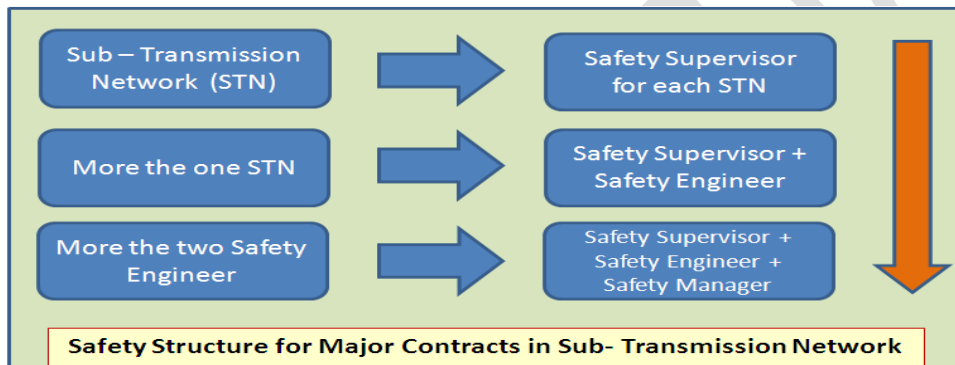 Sub – Transmission
Network (STN)
Safety Supervisor
for each STN
More the one STN
Safety Supervisor +
Safety Engineer
More the two Safety
Engineer
Safety Supervisor +
Safety Engineer +
Safety Manager
Safety Structure for Major Contracts in Sub- Transmission Network